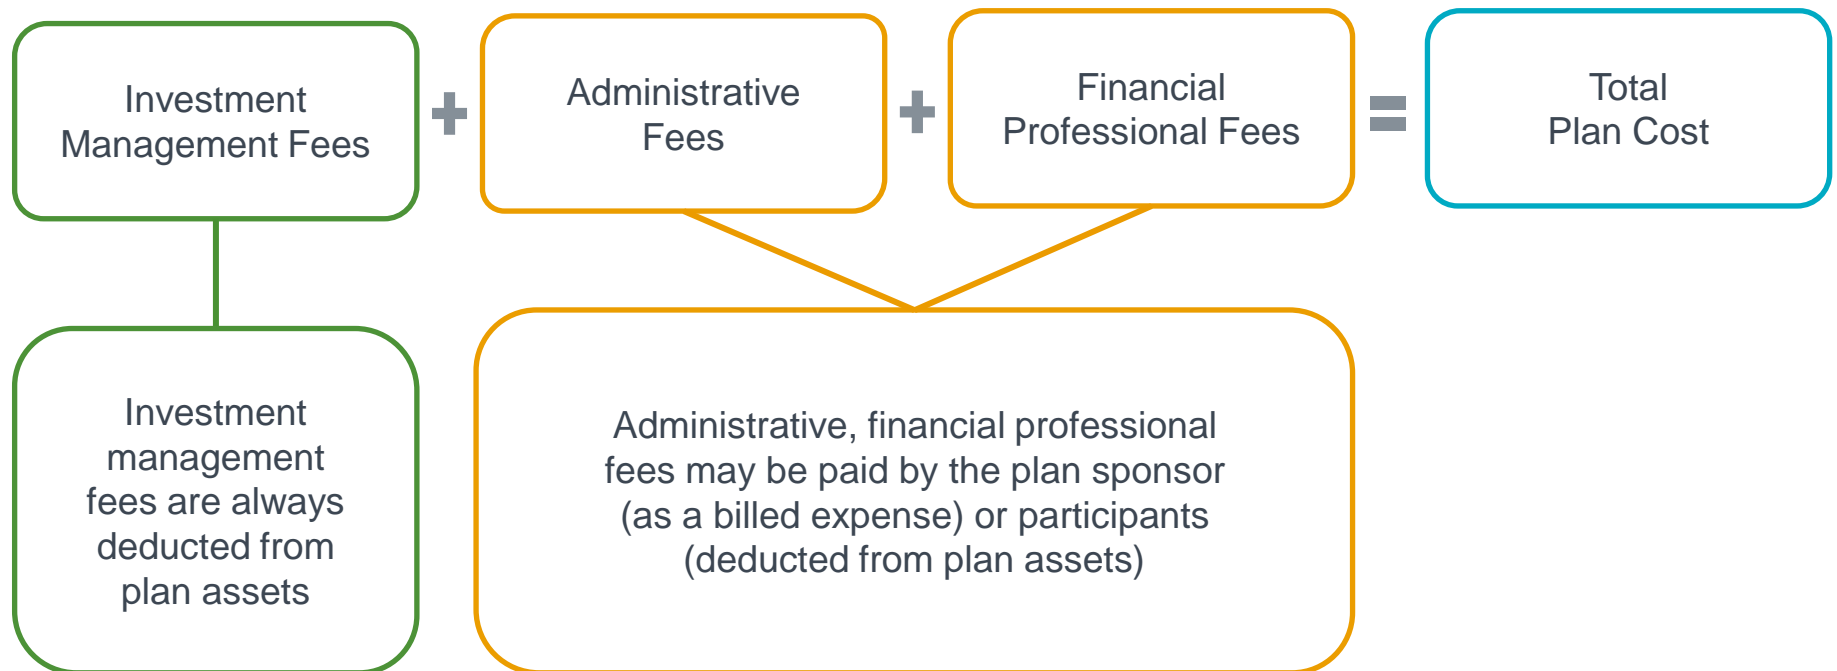 Investment
Management Fees
+
Administrative
Fees
+
Financial
Professional Fees
=
Total
Plan Cost
Investment
management
fees are always
deducted from
plan assets
Administrative, financial professional
fees may be paid by the plan sponsor
(as a billed expense) or participants
(deducted from plan assets)